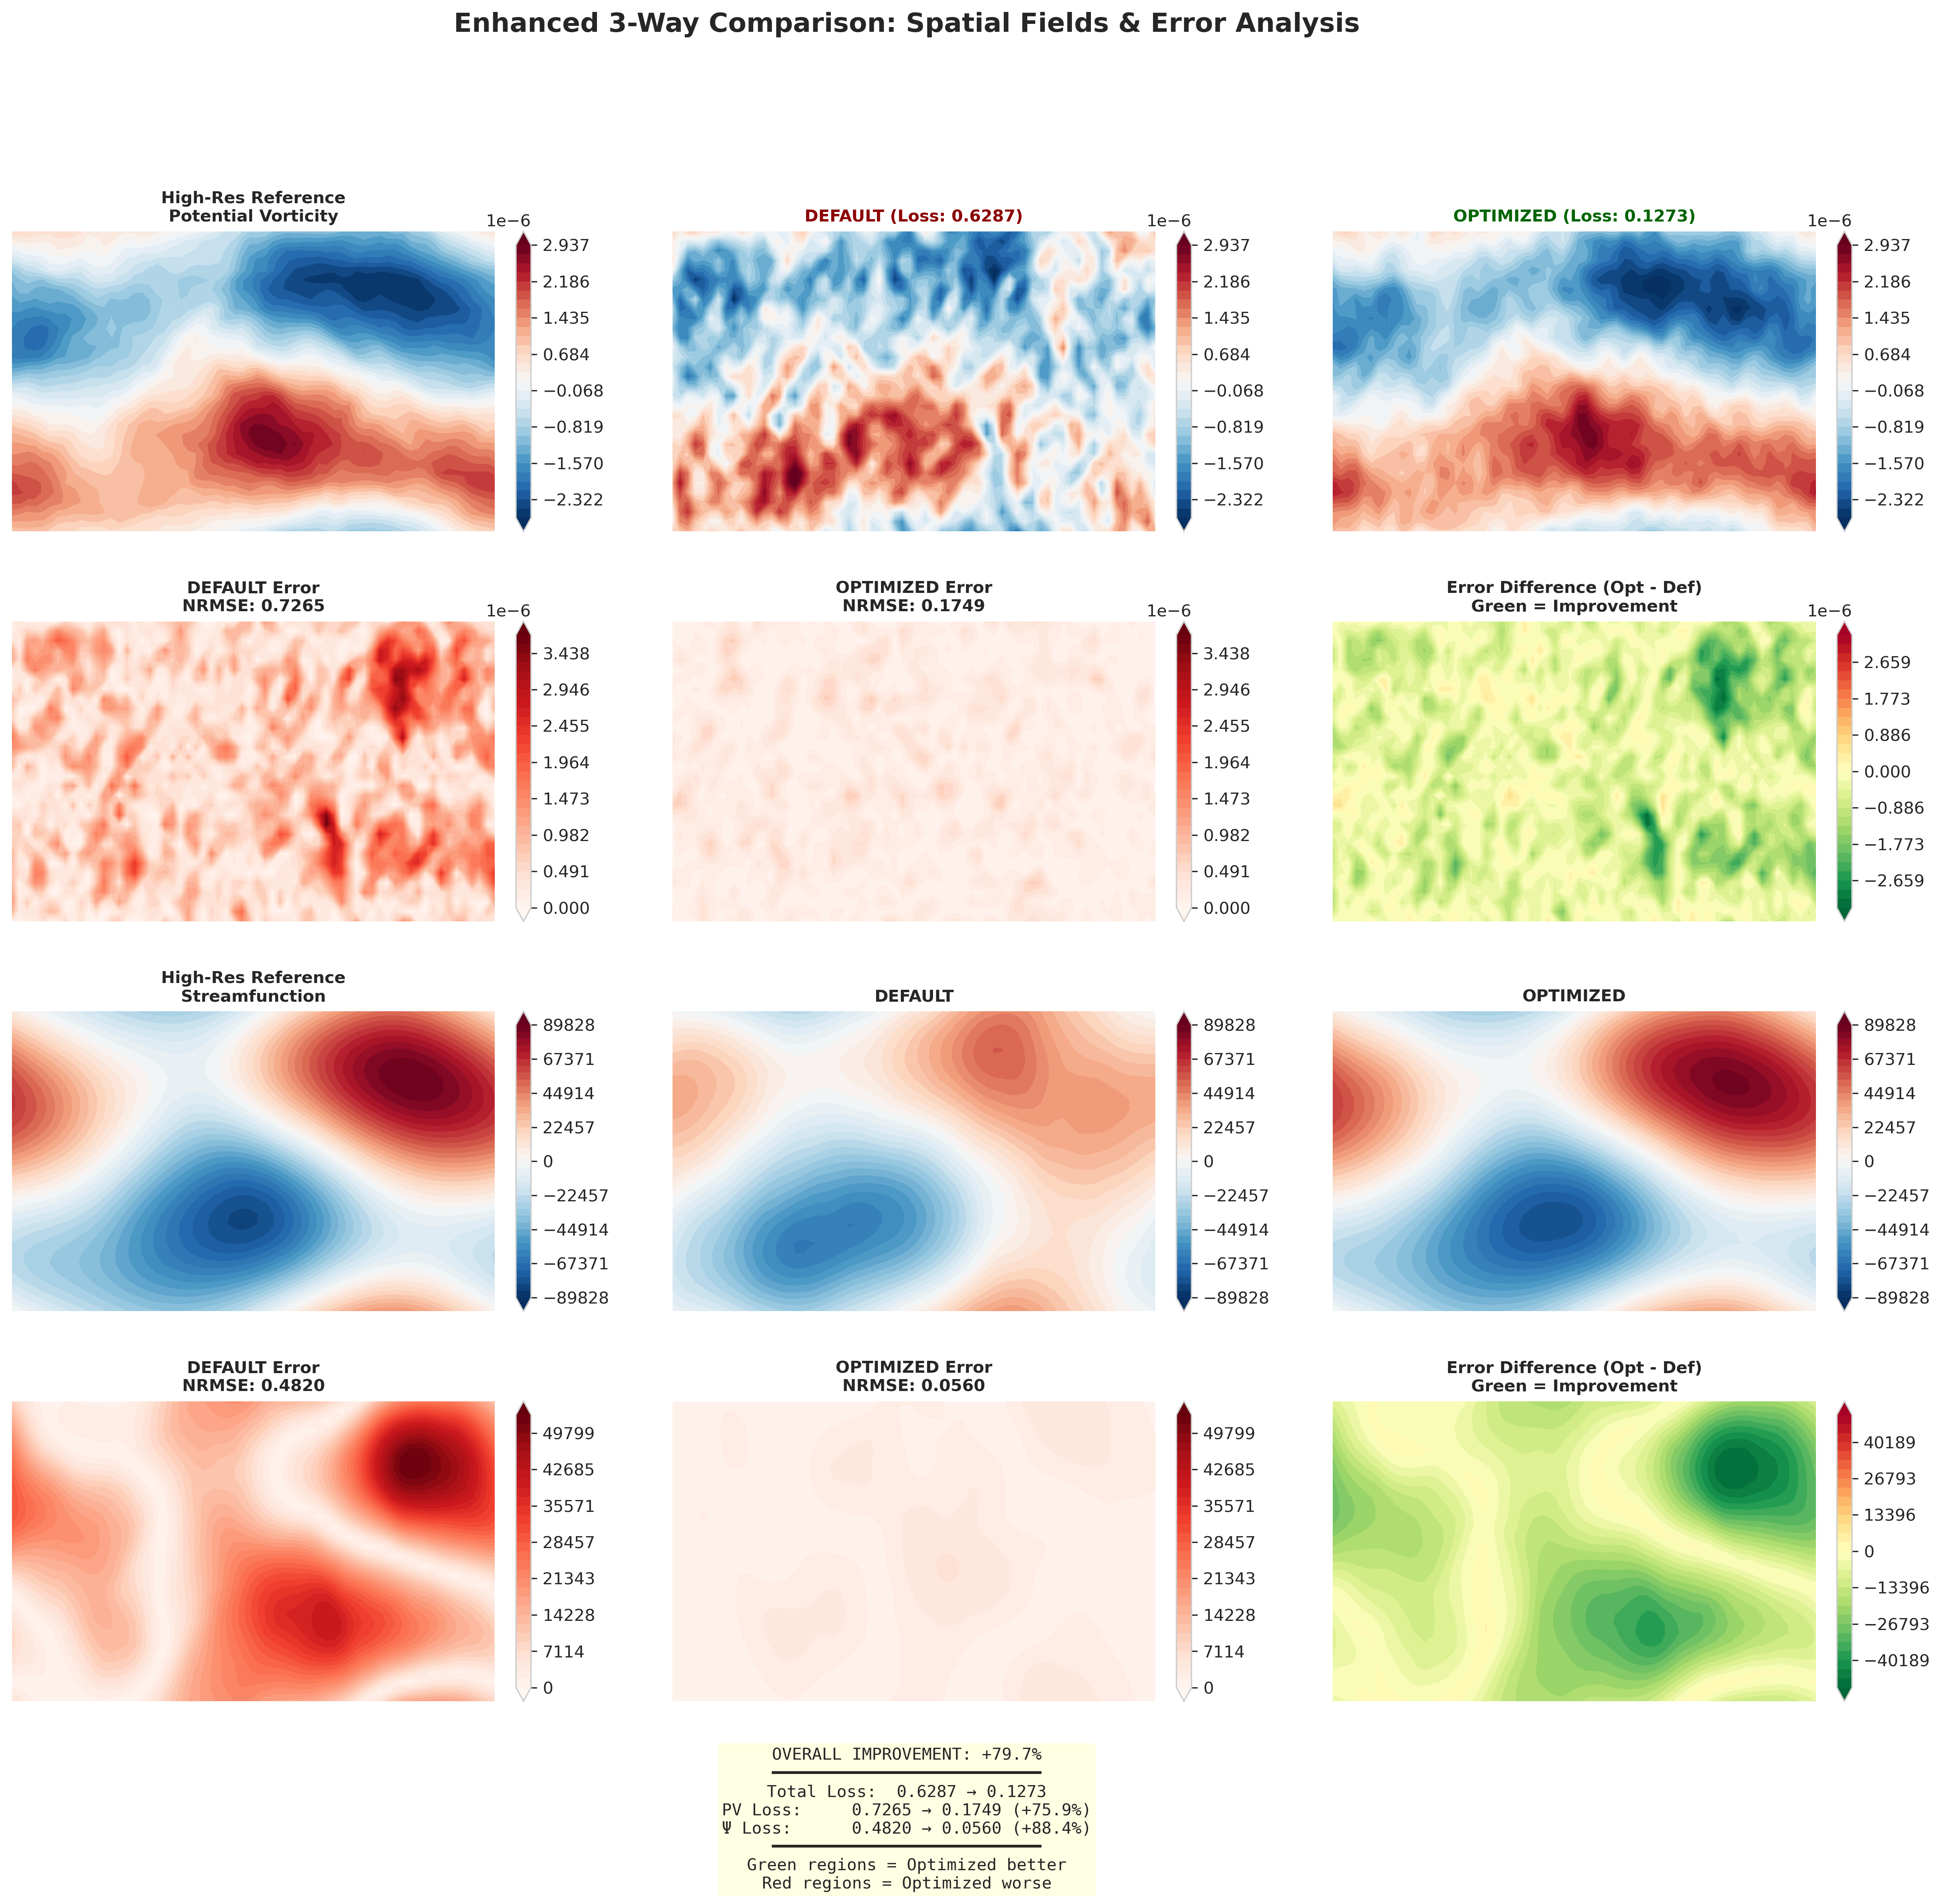 Enhanced 3-Way Comparison: Spatial Fields & Error Analysis
High-Res Reference
Potential Vorticity
1e−6
2.937
2.186
1.435
0.684
−0.068
−0.819
−1.570
−2.322
DEFAULT (Loss: 0.6287)
1e−6
2.937
2.186
1.435
0.684
−0.068
−0.819
−1.570
−2.322
OPTIMIZED (Loss: 0.1273)
1e−6
2.937
2.186
1.435
0.684
−0.068
−0.819
−1.570
−2.322
DEFAULT Error
NRMSE: 0.7265
1e−6
3.438
2.946
2.455
1.964
1.473
0.982
0.491
0.000
OPTIMIZED Error
NRMSE: 0.1749
1e−6
3.438
2.946
2.455
1.964
1.473
0.982
0.491
0.000
Error Difference (Opt - Def)
Green = Improvement
1e−6
2.659
1.773
0.886
0.000
−0.886
−1.773
−2.659
High-Res Reference
Streamfunction
89828
67371
44914
22457
0
−22457
−44914
−67371
−89828
DEFAULT
89828
67371
44914
22457
0
−22457
−44914
−67371
−89828
OPTIMIZED
89828
67371
44914
22457
0
−22457
−44914
−67371
−89828
DEFAULT Error
NRMSE: 0.4820
49799
42685
35571
28457
21343
14228
7114
0
OPTIMIZED Error
NRMSE: 0.0560
49799
42685
35571
28457
21343
14228
7114
0
Error Difference (Opt - Def)
Green = Improvement
40189
26793
13396
0
−13396
−26793
−40189
OVERALL IMPROVEMENT: +79.7%
Total Loss: 0.6287 → 0.1273
PV Loss: 0.7265 → 0.1749 (+75.9%)
Ψ Loss: 0.4820 → 0.0560 (+88.4%)
Green regions = Optimized better
Red regions = Optimized worse